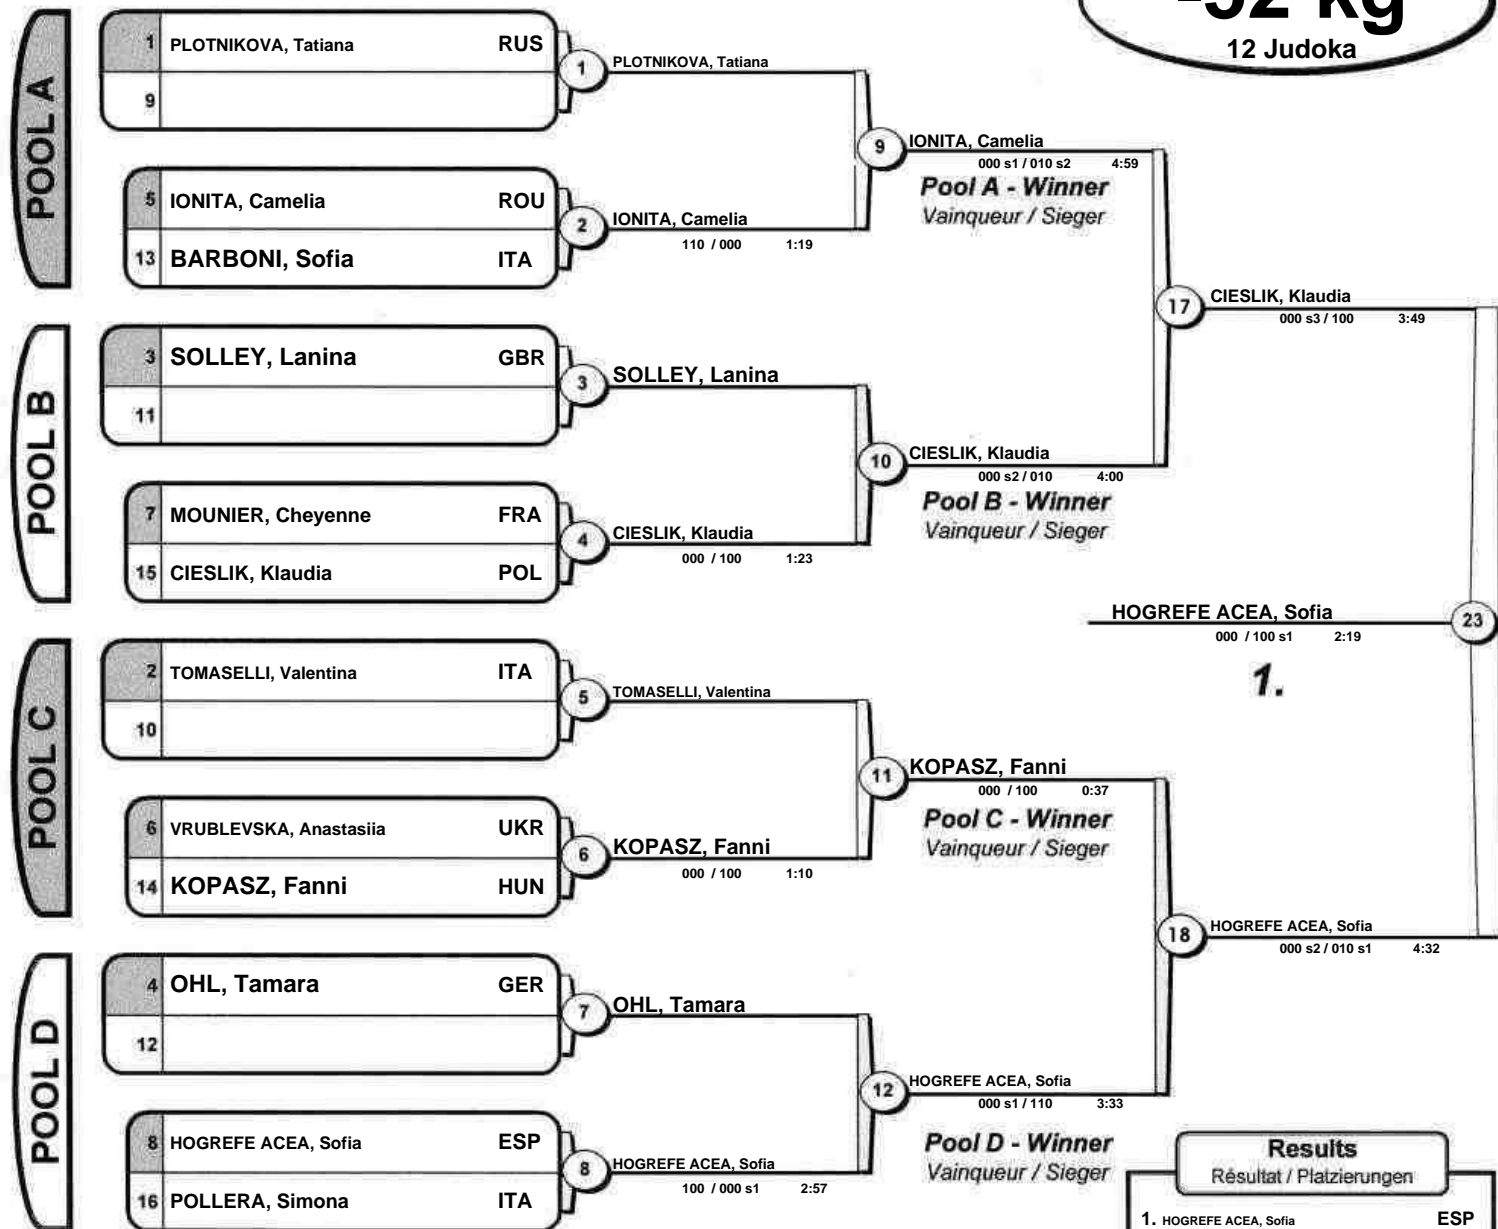 -52 kg
12 Judoka
POOL A
1 PLOTNIKOVA, Tatiana RUS
9
1 PLOTNIKOVA, Tatiana
5 IONITA, Camelia ROU
13 BARBONI, Sofia ITA
2 IONITA, Camelia
110 / 000 1:19
9 IONITA, Camelia
000 s1 / 010 s2 4:59
Pool A - Winner
Vainqueur / Sieger
POOL B
3 SOLLEY, Lanina GBR
11
3 SOLLEY, Lanina
7 MOUNIER, Cheyenne FRA
15 CIESLIK, Klaudia POL
4 CIESLIK, Klaudia
000 / 100 1:23
10 CIESLIK, Klaudia
000 s2 / 010 4:00
Pool B - Winner
Vainqueur / Sieger
17 CIESLIK, Klaudia
000 s3 / 100 3:49
HOGREFE ACEA, Sofia 23
000 / 100 s1 2:19
1.
POOL C
2 TOMASELLI, Valentina ITA
10
5 TOMASELLI, Valentina
6 VRUBLEVSKA, Anastasiia UKR
14 KOPASZ, Fanni HUN
6 KOPASZ, Fanni
000 / 100 1:10
11 KOPASZ, Fanni
000 / 100 0:37
Pool C - Winner
Vainqueur / Sieger
18 HOGREFE ACEA, Sofia
000 s2 / 010 s1 4:32
POOL D
4 OHL, Tamara GER
12
7 OHL, Tamara
8 HOGREFE ACEA, Sofia ESP
16 POLLERA, Simona ITA
8 HOGREFE ACEA, Sofia
100 / 000 s1 2:57
12 HOGREFE ACEA, Sofia
000 s1 / 110 3:33
Pool D - Winner
Vainqueur / Sieger
Results
Résultat / Platzierungen
1. HOGREFE ACEA, Sofia ESP